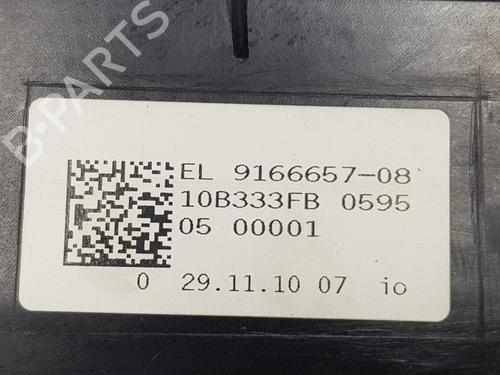 B-PARTS
EL 9166657-08
10B333FB 0595
05 00001
0 29.11.10 07 io